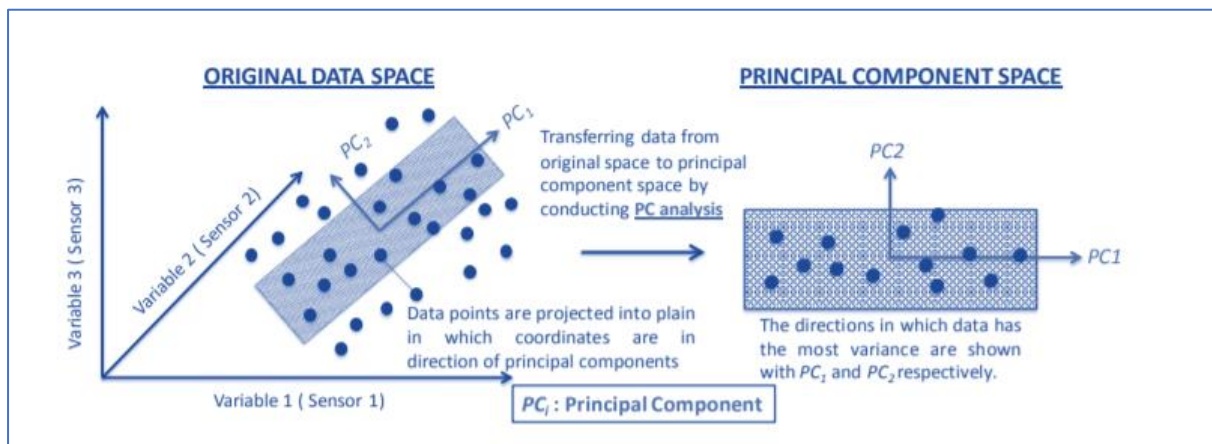 ORIGINAL DATA SPACE
PRINCIPAL COMPONENT SPACE
Variable 3 ( Sensor 3)
Variable 2 ( Sensor 2)
Variable 1 ( Sensor 1)
PC2
PC1
Transferring data from
original space to principal
component space by
conducting PC analysis
Data points are projected into plain
in which coordinates are in
direction of principal components
PCi : Principal Component
PC2
PC1
The directions in which data has
the most variance are shown
with PC1 and PC2 respectively.